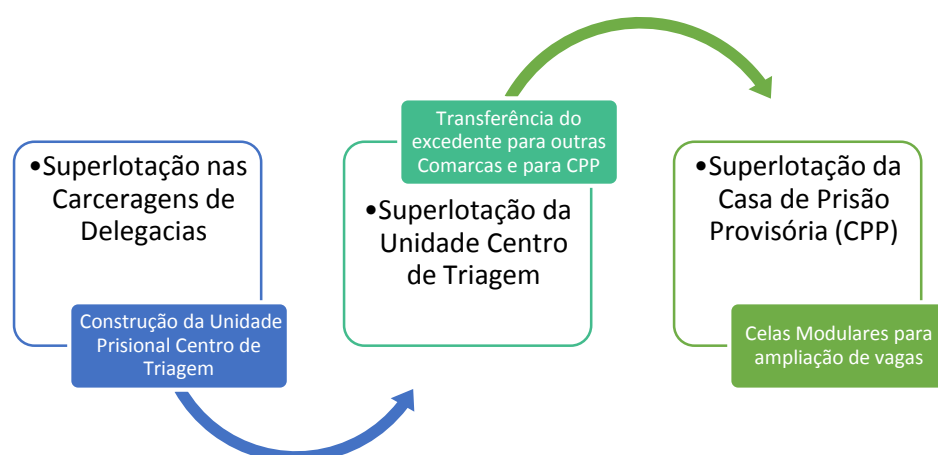 •Superlotação nas
Carceragens de
Delegacias
Construção da Unidade
Prisional Centro de
Triagem
Transferência do
excedente para outras
Comarcas e para CPP
•Superlotação da
Unidade Centro
de Triagem
•Superlotação da
Casa de Prisão
Provisória (CPP)
Celas Modulares para
ampliação de vagas